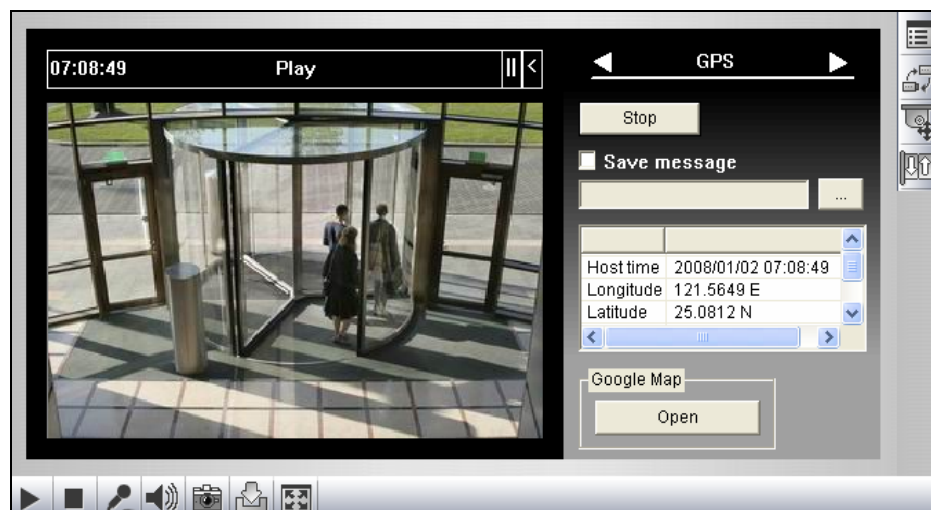 07:08:49 Play || <
GPS
Stop
Save message
...
Host time 2008/01/02 07:08:49
Longitude 121.5649 E
Latitude 25.0812 N
Google Map
Open